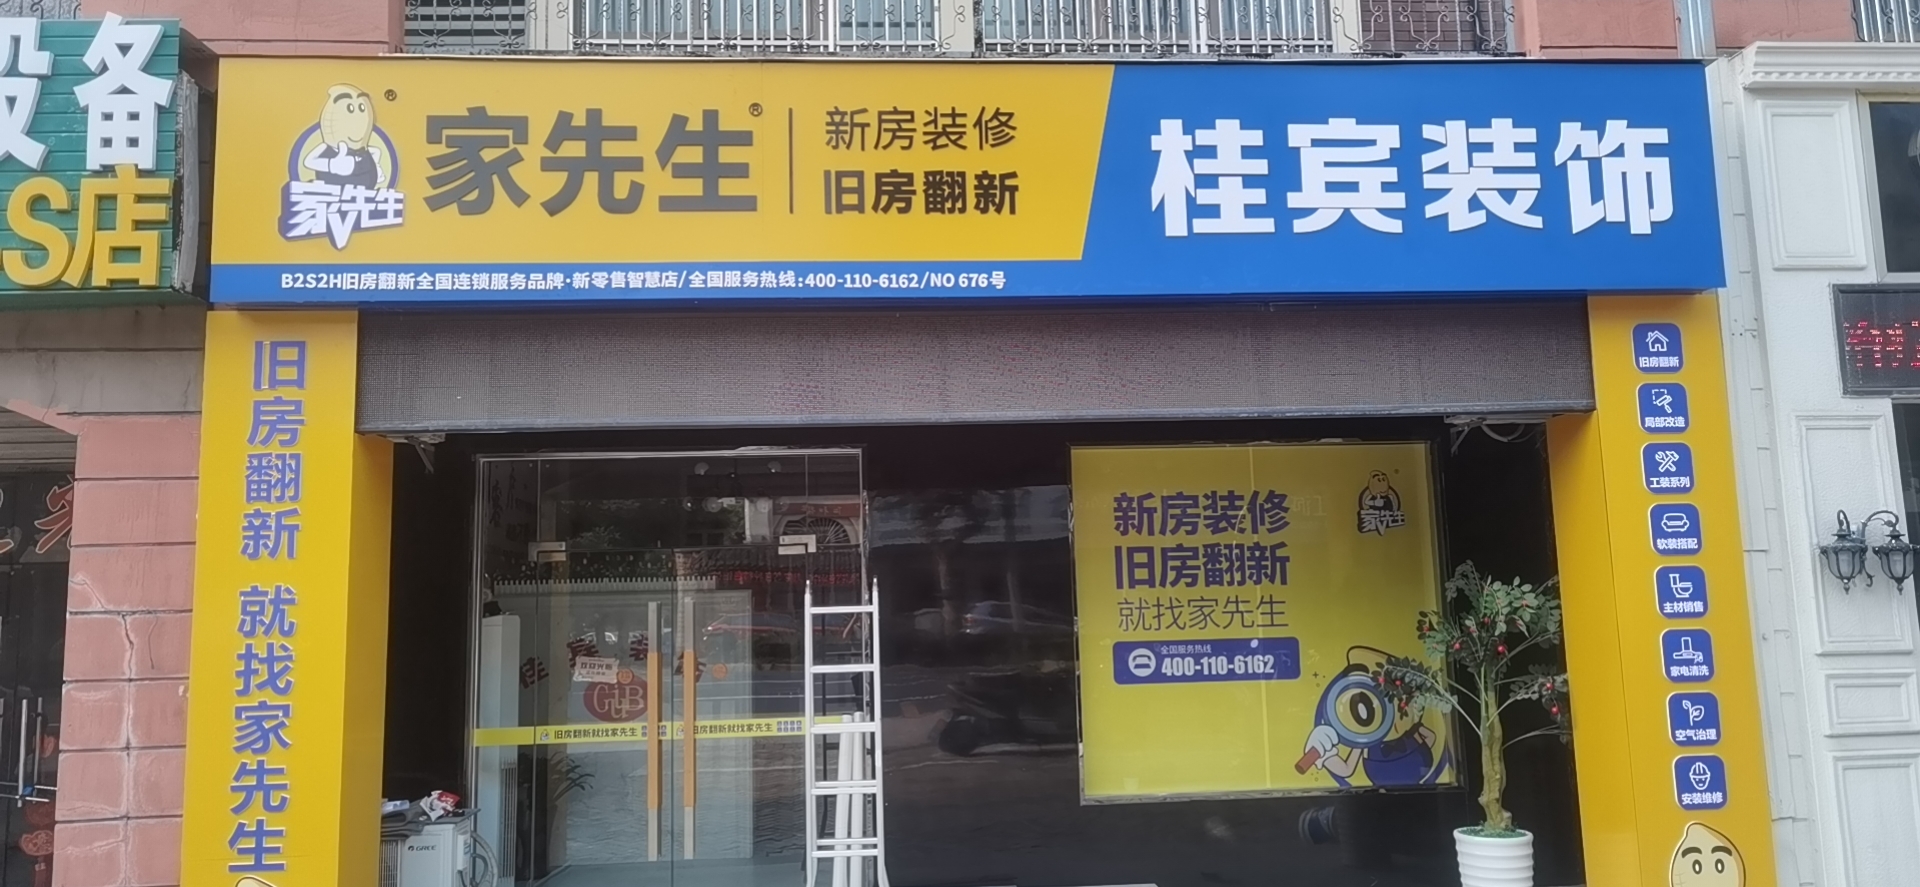 备
S店
家先生
®
家先生®
新房装修
旧房翻新
桂宾装饰
B2S2H旧房翻新全国连锁服务品牌·新零售智慧店/全国服务热线:400-110-6162/NO 676号
旧房翻新 就找家先生
旧房翻新
局部改造
工装系列
软装搭配
主材销售
家电清洗
空气治理
安装维修
新房装修
旧房翻新
就找家先生
全国服务热线
400-110-6162
家先生
旧房翻新就找家先生
旧房翻新就找家先生
GREE